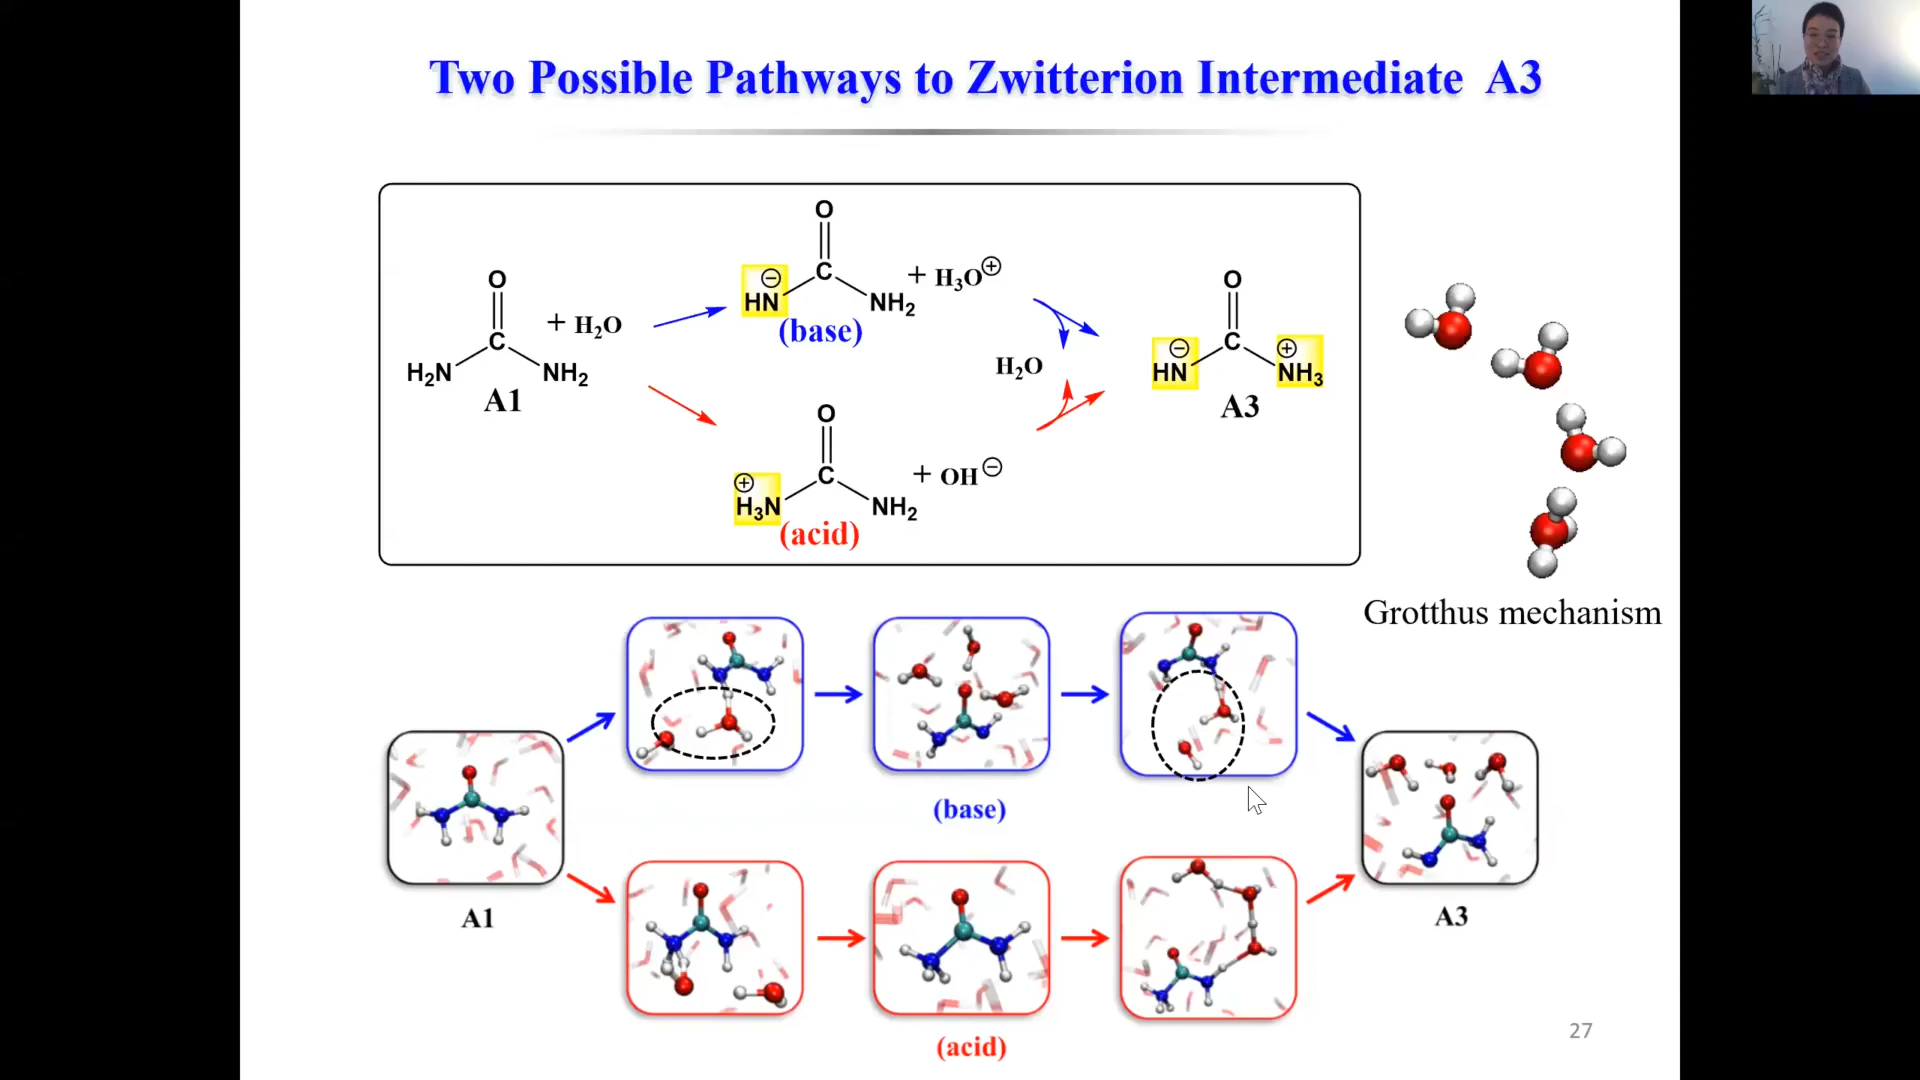 Two Possible Pathways to Zwitterion Intermediate A3
O
C
H₂N
NH₂
A1
+ H₂O
O
C
⊖
HN
NH₂
(base)
+ H₃O⊕
O
C
⊕
H₃N
NH₂
(acid)
+ OH⊖
H₂O
O
C
⊖
HN
⊕
NH₃
A3
Grotthus mechanism
(base)
A1
A3
(acid)
27